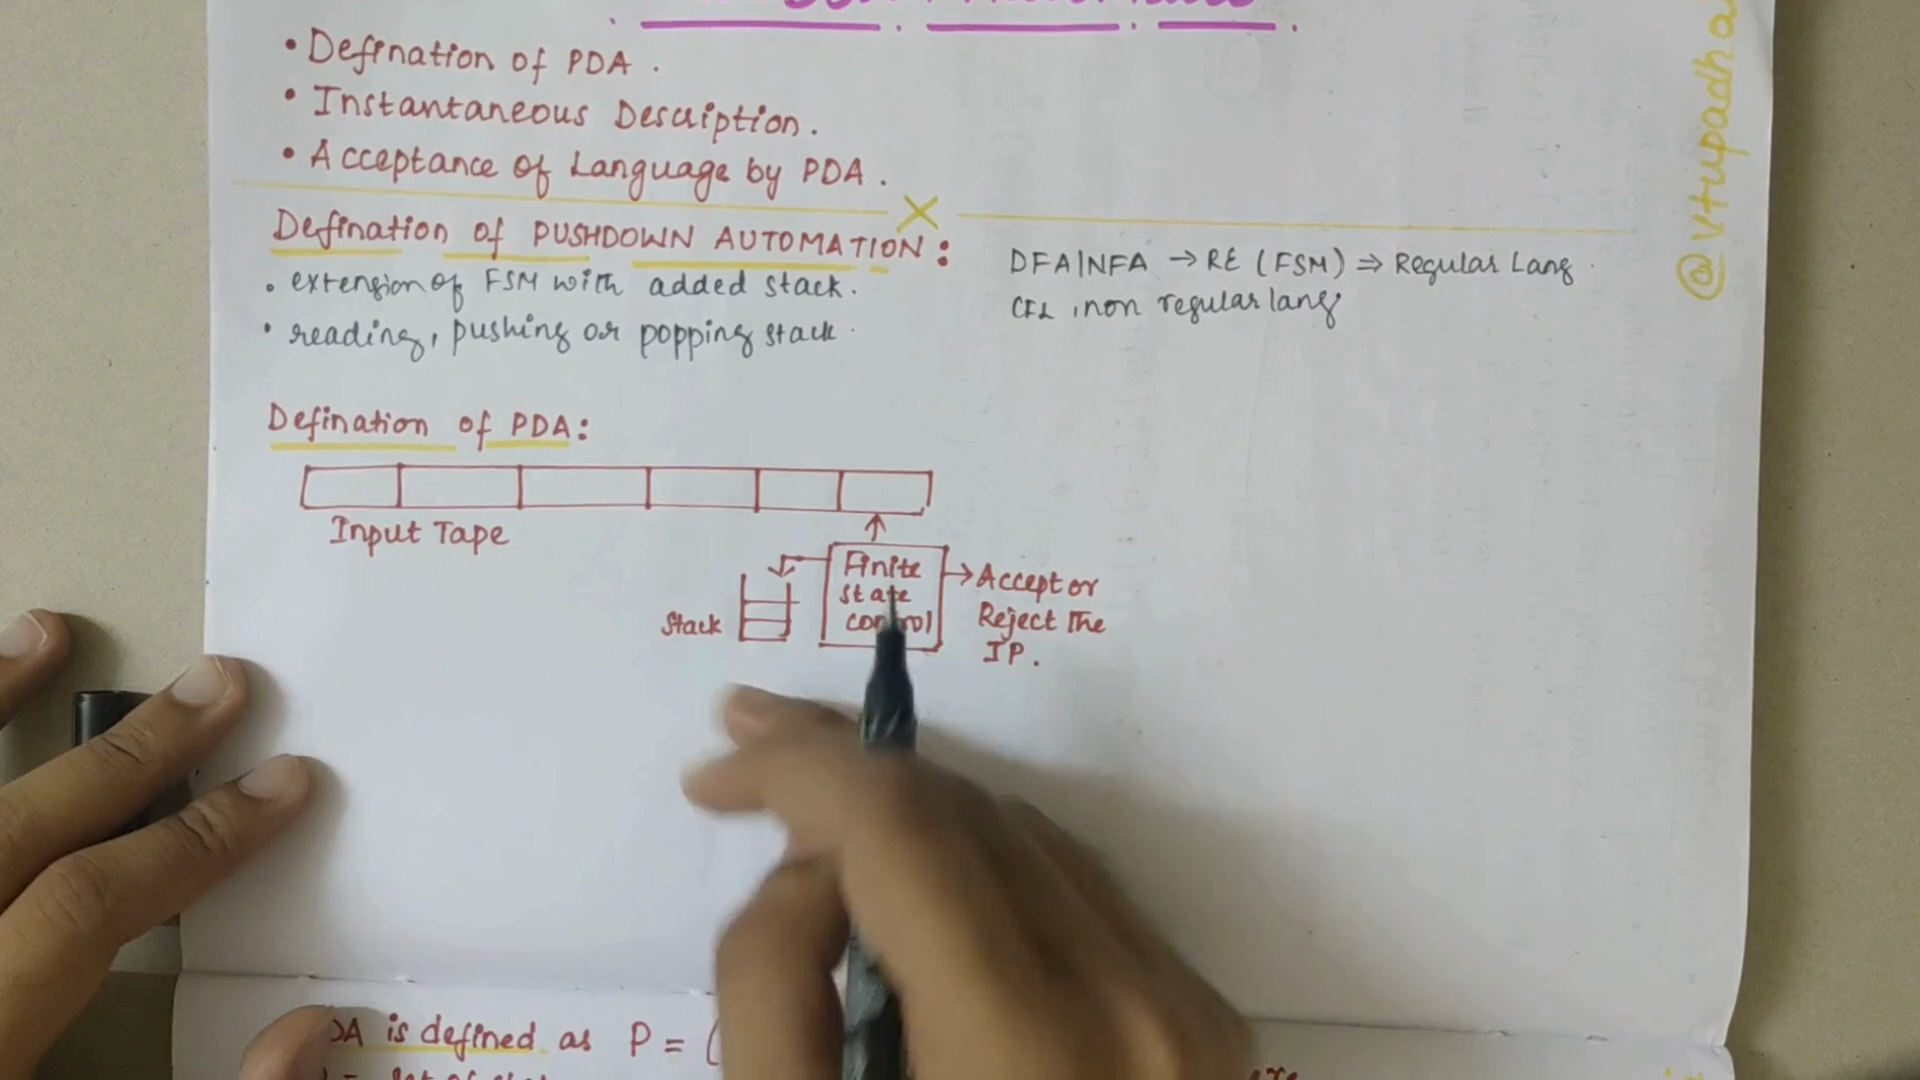 • Defination of PDA.
• Instantaneous Description.
• Acceptance of Language by PDA.
Defination of PUSHDOWN AUTOMATION:
• extension of FSM with added stack.
• reading, pushing or popping stack.
DFA|NFA → RE (FSM) ⇒ Regular Lang.
CFL, non regular lang
Defination of PDA:
Input Tape
Stack
Finite
state
control
Accept or
Reject The
IP.
is defined as P = (
@vtupadhai